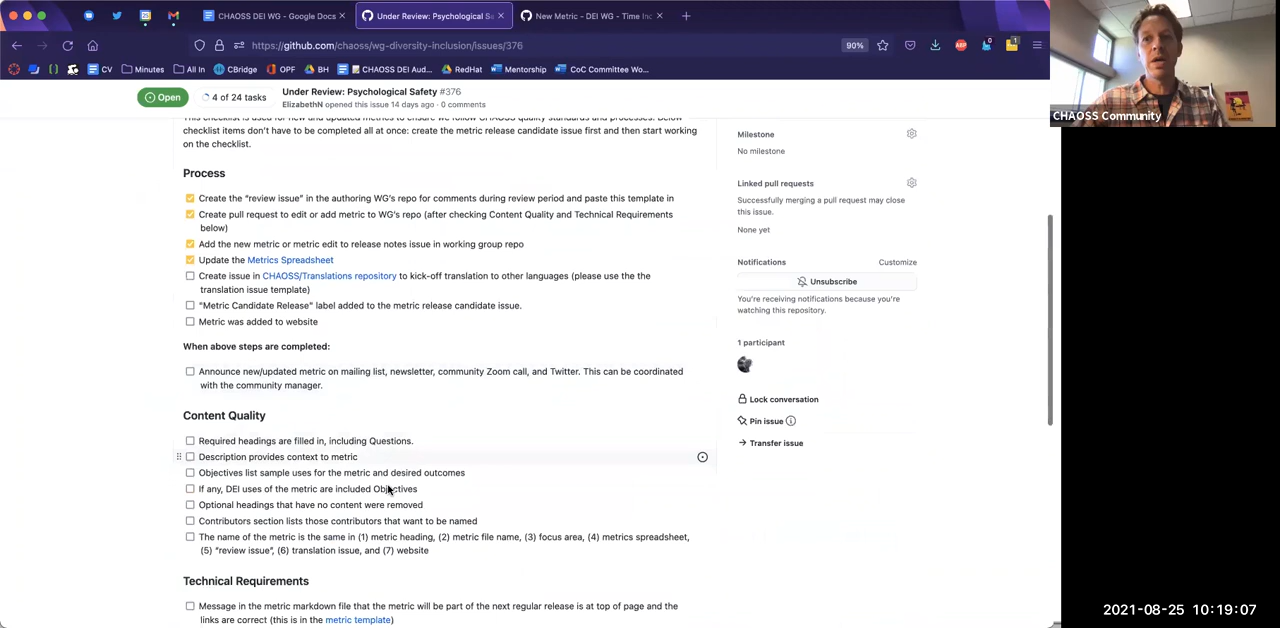 CHAOSS DEI WG - Google Docs
Under Review: Psychological S
New Metric - DEI WG - Time In
https://github.com/chaoss/wg-diversity-inclusion/issues/376
90%
CV
Minutes
All In
CBridge
OPF
BH
CHAOSS DEI Aud...
RedHat
Mentorship
CoC Committee Wo...
Open
4 of 24 tasks
Under Review: Psychological Safety #376
ElizabethN opened this issue 14 days ago · 0 comments
checklist items don't have to be completed all at once: create the metric release candidate issue first and then start working
on the checklist.
Process
Create the "review issue" in the authoring WG's repo for comments during review period and paste this template in
Create pull request to edit or add metric to WG's repo (after checking Content Quality and Technical Requirements
below)
Add the new metric or metric edit to release notes issue in working group repo
Update the Metrics Spreadsheet
Create issue in CHAOSS/Translations repository to kick-off translation to other languages (please use the the
translation issue template)
"Metric Candidate Release" label added to the metric release candidate issue.
Metric was added to website
When above steps are completed:
Announce new/updated metric on mailing list, newsletter, community Zoom call, and Twitter. This can be coordinated
with the community manager.
Content Quality
Required headings are filled in, including Questions.
Description provides context to metric
Objectives list sample uses for the metric and desired outcomes
If any, DEI uses of the metric are included Objectives
Optional headings that have no content were removed
Contributors section lists those contributors that want to be named
The name of the metric is the same in (1) metric heading, (2) metric file name, (3) focus area, (4) metrics spreadsheet,
(5) "review issue", (6) translation issue, and (7) website
Technical Requirements
Message in the metric markdown file that the metric will be part of the next regular release is at top of page and the
links are correct (this is in the metric template)
Milestone
No milestone
Linked pull requests
Successfully merging a pull request may close
this issue.
None yet
Notifications
Customize
Unsubscribe
You're receiving notifications because you're
watching this repository.
1 participant
Lock conversation
Pin issue
Transfer issue
CHAOSS Community
2021-08-25 10:19:07